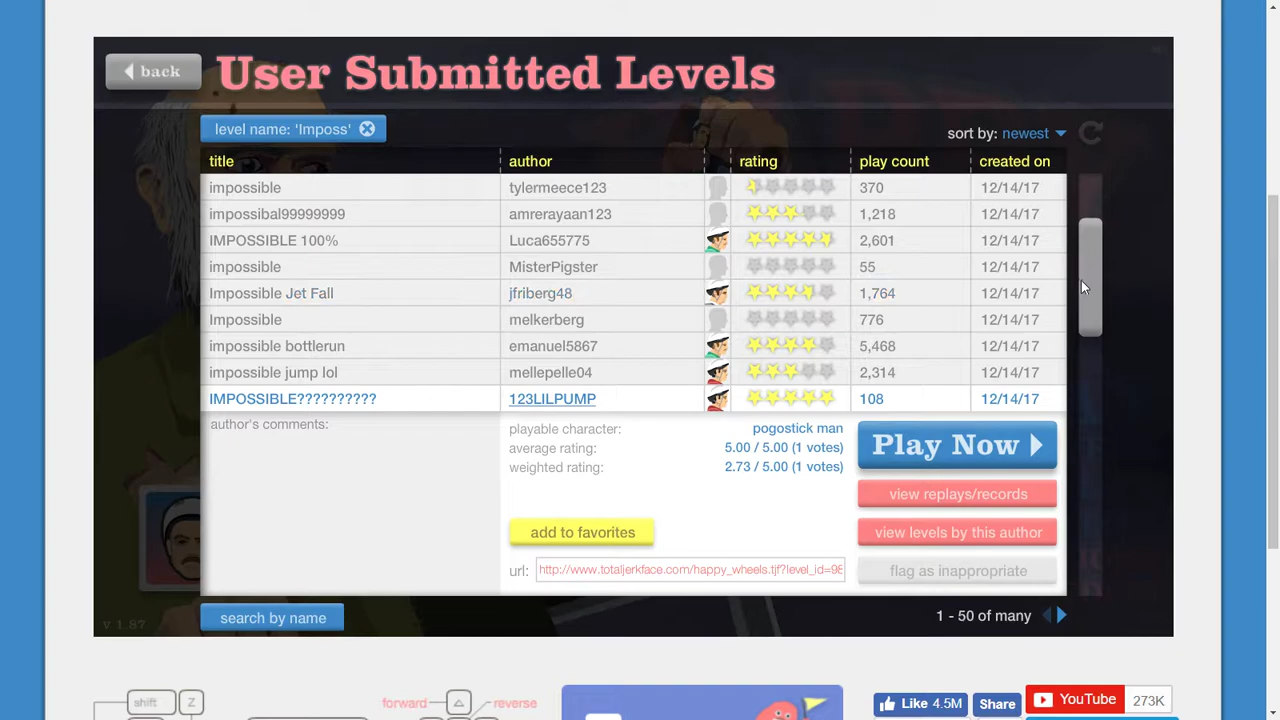 back
User Submitted Levels
level name: 'Imposs'
sort by: newest
title author rating play count created on
impossible tylermeece123 370 12/14/17
impossibal99999999 amrerayaan123 1,218 12/14/17
IMPOSSIBLE 100% Luca655775 2,601 12/14/17
impossible MisterPigster 55 12/14/17
Impossible Jet Fall jfriberg48 1,764 12/14/17
Impossible melkerberg 776 12/14/17
impossible bottlerun emanuel5867 5,468 12/14/17
impossible jump lol mellepelle04 2,314 12/14/17
IMPOSSIBLE?????????? 123LILPUMP 108 12/14/17
author's comments:
playable character: pogostick man
average rating: 5.00 / 5.00 (1 votes)
weighted rating: 2.73 / 5.00 (1 votes)
Play Now
view replays/records
add to favorites
view levels by this author
url: http://www.totaljerkface.com/happy_wheels.tjf?level_id=98
flag as inappropriate
v 1.87
search by name
1 - 50 of many
shift Z
forward reverse
Like 4.5M
Share
YouTube 273K